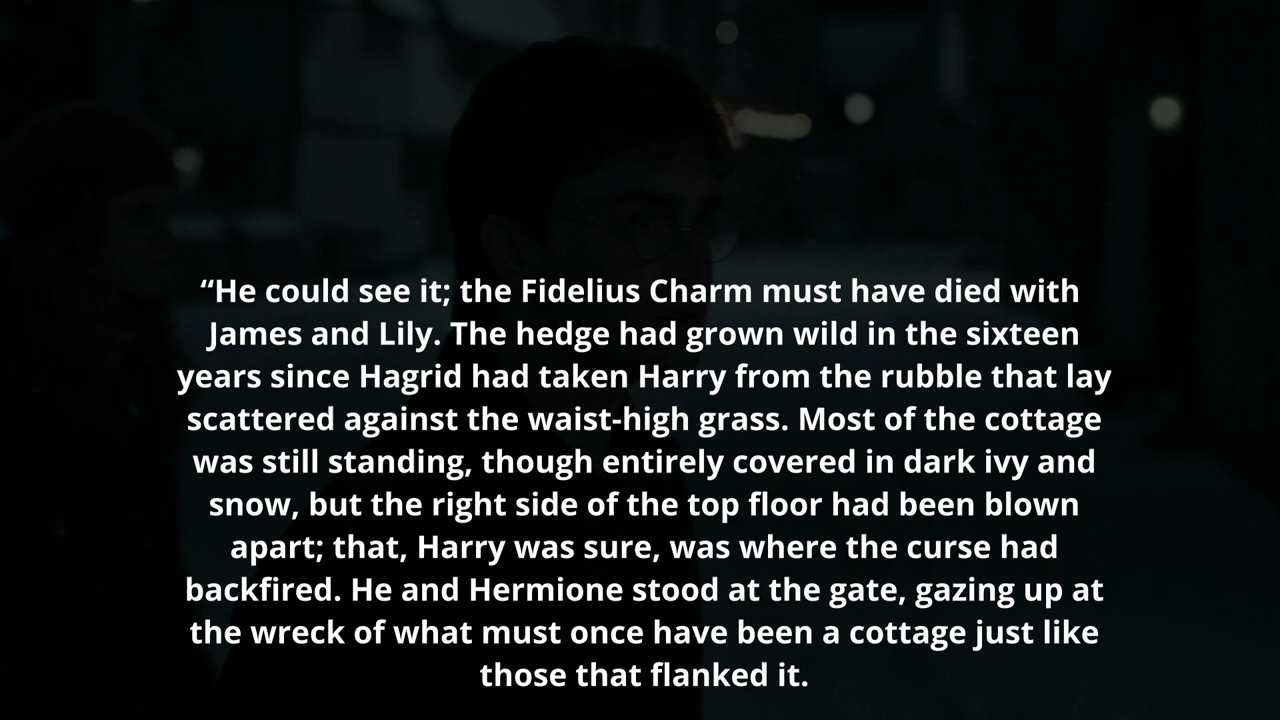 “He could see it; the Fidelius Charm must have died with
James and Lily. The hedge had grown wild in the sixteen
years since Hagrid had taken Harry from the rubble that lay
scattered against the waist-high grass. Most of the cottage
was still standing, though entirely covered in dark ivy and
snow, but the right side of the top floor had been blown
apart; that, Harry was sure, was where the curse had
backfired. He and Hermione stood at the gate, gazing up at
the wreck of what must once have been a cottage just like
those that flanked it.